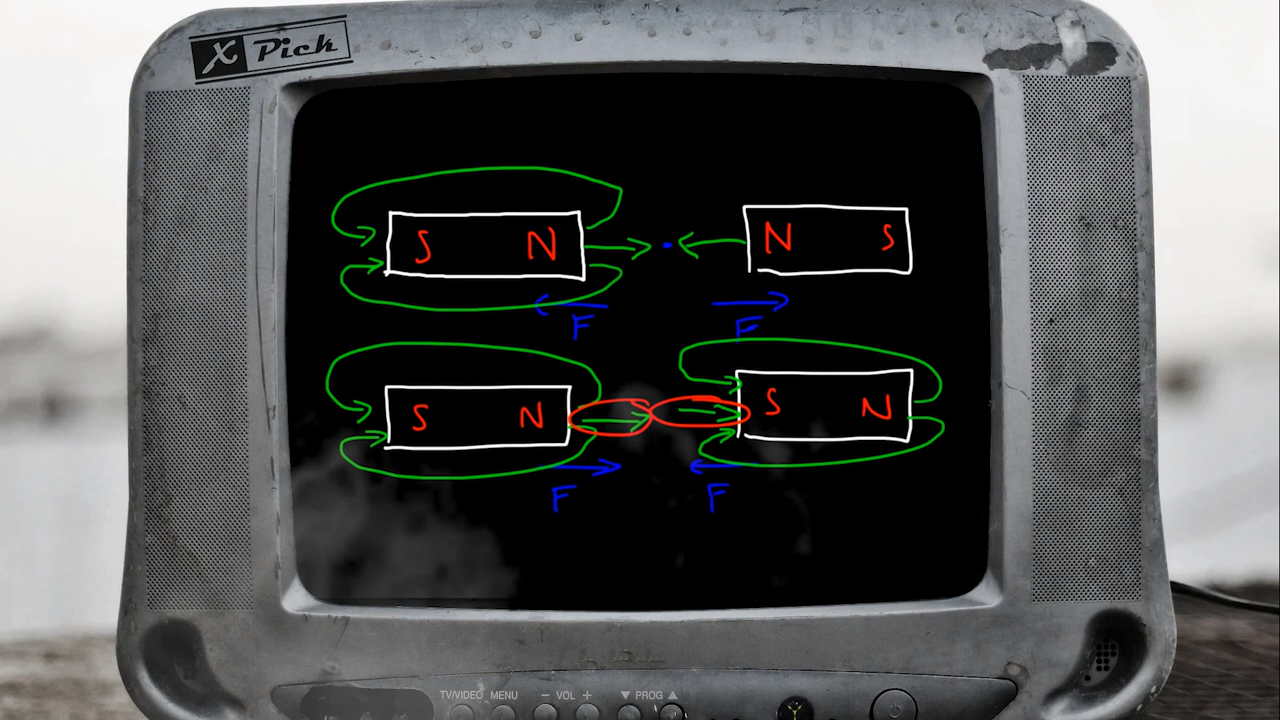 X Pick
S N N S
F F
S N S N
F F
TV/VIDEO MENU − VOL + ▼ PROG ▲